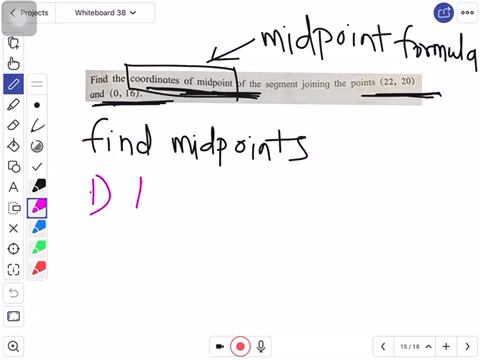 Projects
Whiteboard 38
midpoint formula
Find the coordinates of midpoint of the segment joining the points (22, 20)
and (0, 16).
find midpoints
D /
A
15 / 18